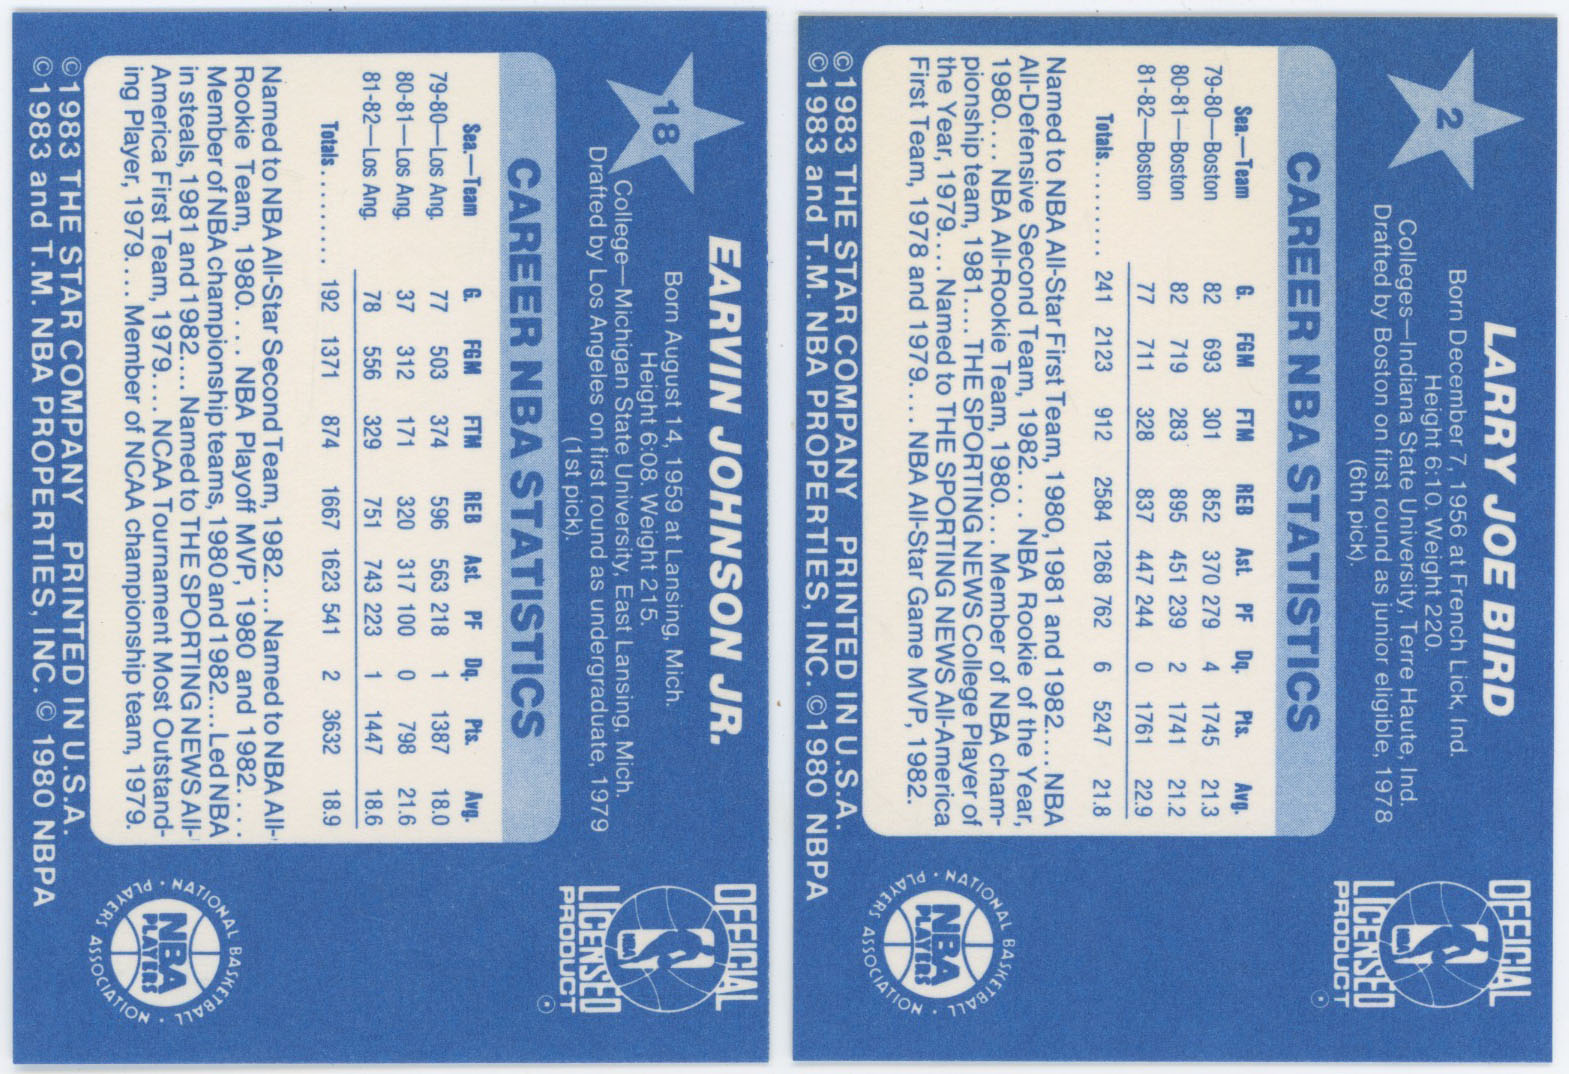 18
EARVIN JOHNSON JR.
Born August 14, 1959 at Lansing, Mich.
Height 6:08. Weight 215.
College—Michigan State University, East Lansing, Mich.
Drafted by Los Angeles on first round as undergraduate, 1979
(1st pick).
CAREER NBA STATISTICS
Sea.—Team G. FGM FTM REB Ast. PF Dq. Pts. Avg.
79-80—Los Ang. 77 503 374 596 563 218 1 1387 18.0
80-81—Los Ang. 37 312 171 320 317 100 0 798 21.6
81-82—Los Ang. 78 556 329 751 743 223 1 1447 18.6
Totals........ 192 1371 874 1667 1623 541 2 3632 18.9
Named to NBA All-Star Second Team, 1982.... Named to NBA All-
Rookie Team, 1980.... NBA Playoff MVP, 1980 and 1982....
Member of NBA championship teams, 1980 and 1982....Led NBA
in steals, 1981 and 1982.... Named to THE SPORTING NEWS All-
America First Team, 1979.... NCAA Tournament Most Outstand-
ing Player, 1979.... Member of NCAA championship team, 1979.
©1983 THE STAR COMPANY PRINTED IN U.S.A.
©1983 and T.M. NBA PROPERTIES, INC. © 1980 NBPA
OFFICIAL
NBA
LICENSED
PRODUCT
NATIONAL BASKETBALL PLAYERS ASSOCIATION
NBA
PLAYERS
2
LARRY JOE BIRD
Born December 7, 1956 at French Lick, Ind.
Height 6:10. Weight 220.
Colleges—Indiana State University, Terre Haute, Ind.
Drafted by Boston on first round as junior eligible, 1978
(6th pick).
CAREER NBA STATISTICS
Sea.—Team G. FGM FTM REB Ast. PF Dq. Pts. Avg.
79-80—Boston 82 693 301 852 370 279 4 1745 21.3
80-81—Boston 82 719 283 895 451 239 2 1741 21.2
81-82—Boston 77 711 328 837 447 244 0 1761 22.9
Totals........ 241 2123 912 2584 1268 762 6 5247 21.8
Named to NBA All-Star First Team, 1980, 1981 and 1982.... NBA
All-Defensive Second Team, 1982.... NBA Rookie of the Year,
1980.... NBA All-Rookie Team, 1980.... Member of NBA cham-
pionship team, 1981.... THE SPORTING NEWS College Player of
the Year, 1979.... Named to THE SPORTING NEWS All-America
First Team, 1978 and 1979.... NBA All-Star Game MVP, 1982.
©1983 THE STAR COMPANY PRINTED IN U.S.A.
©1983 and T.M. NBA PROPERTIES, INC. ©1980 NBPA
OFFICIAL
NBA
LICENSED
PRODUCT
NATIONAL BASKETBALL PLAYERS ASSOCIATION
NBA
PLAYERS